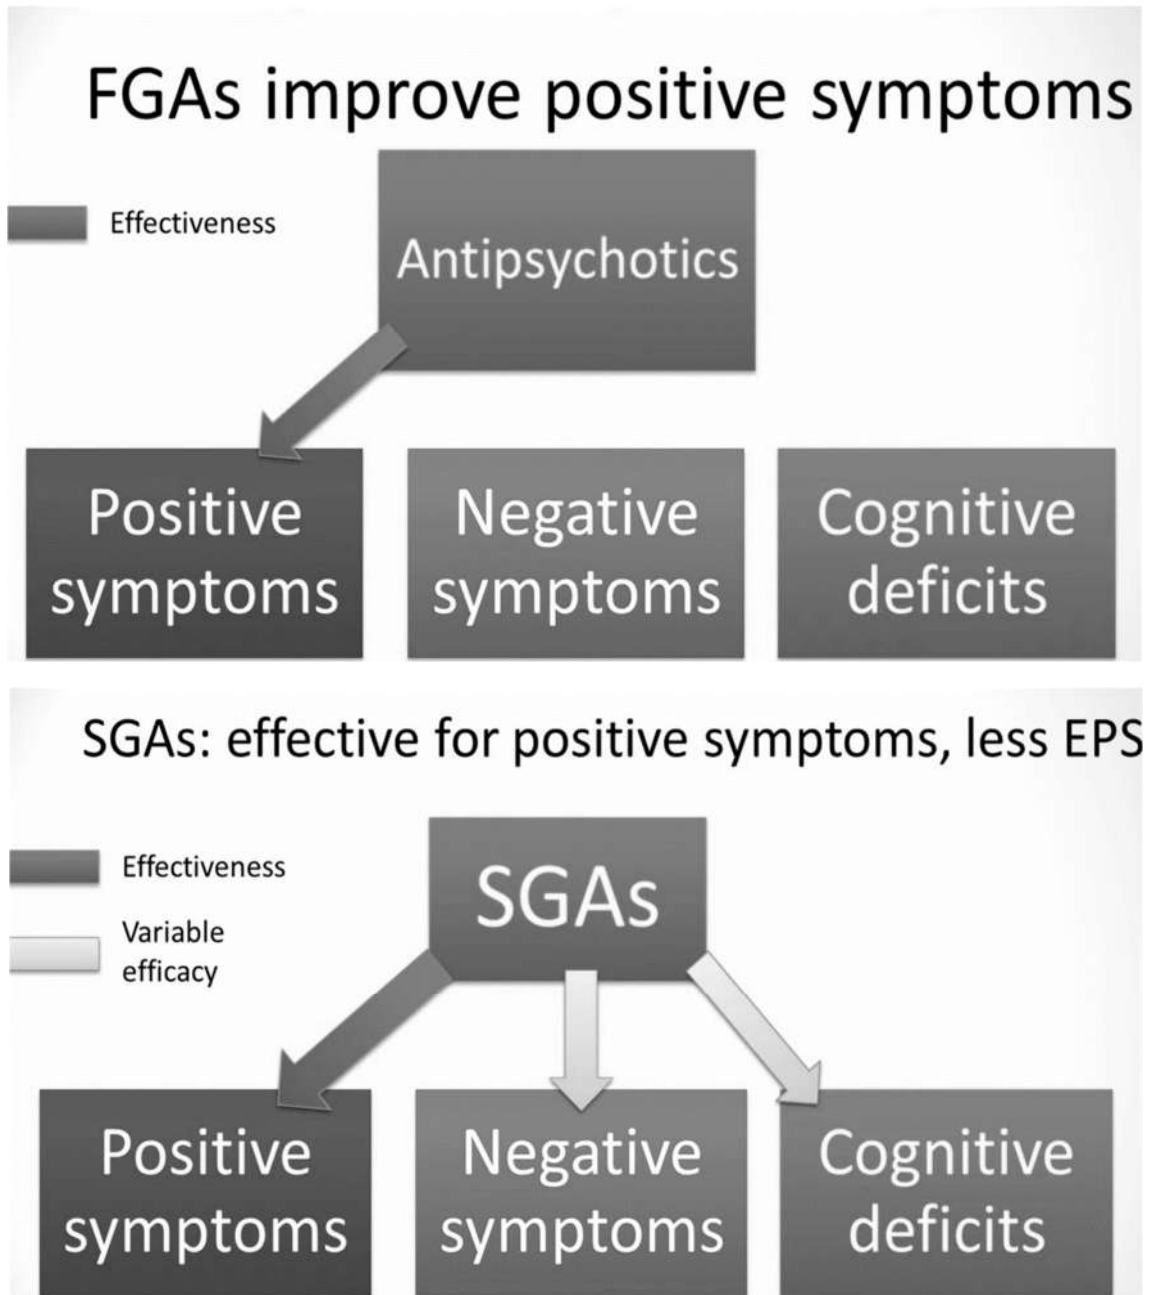 FGAs improve positive symptoms
Effectiveness
Antipsychotics
Positive
symptoms
Negative
symptoms
Cognitive
deficits
SGAs: effective for positive symptoms, less EPS
Effectiveness
Variable
efficacy
SGAs
Positive
symptoms
Negative
symptoms
Cognitive
deficits